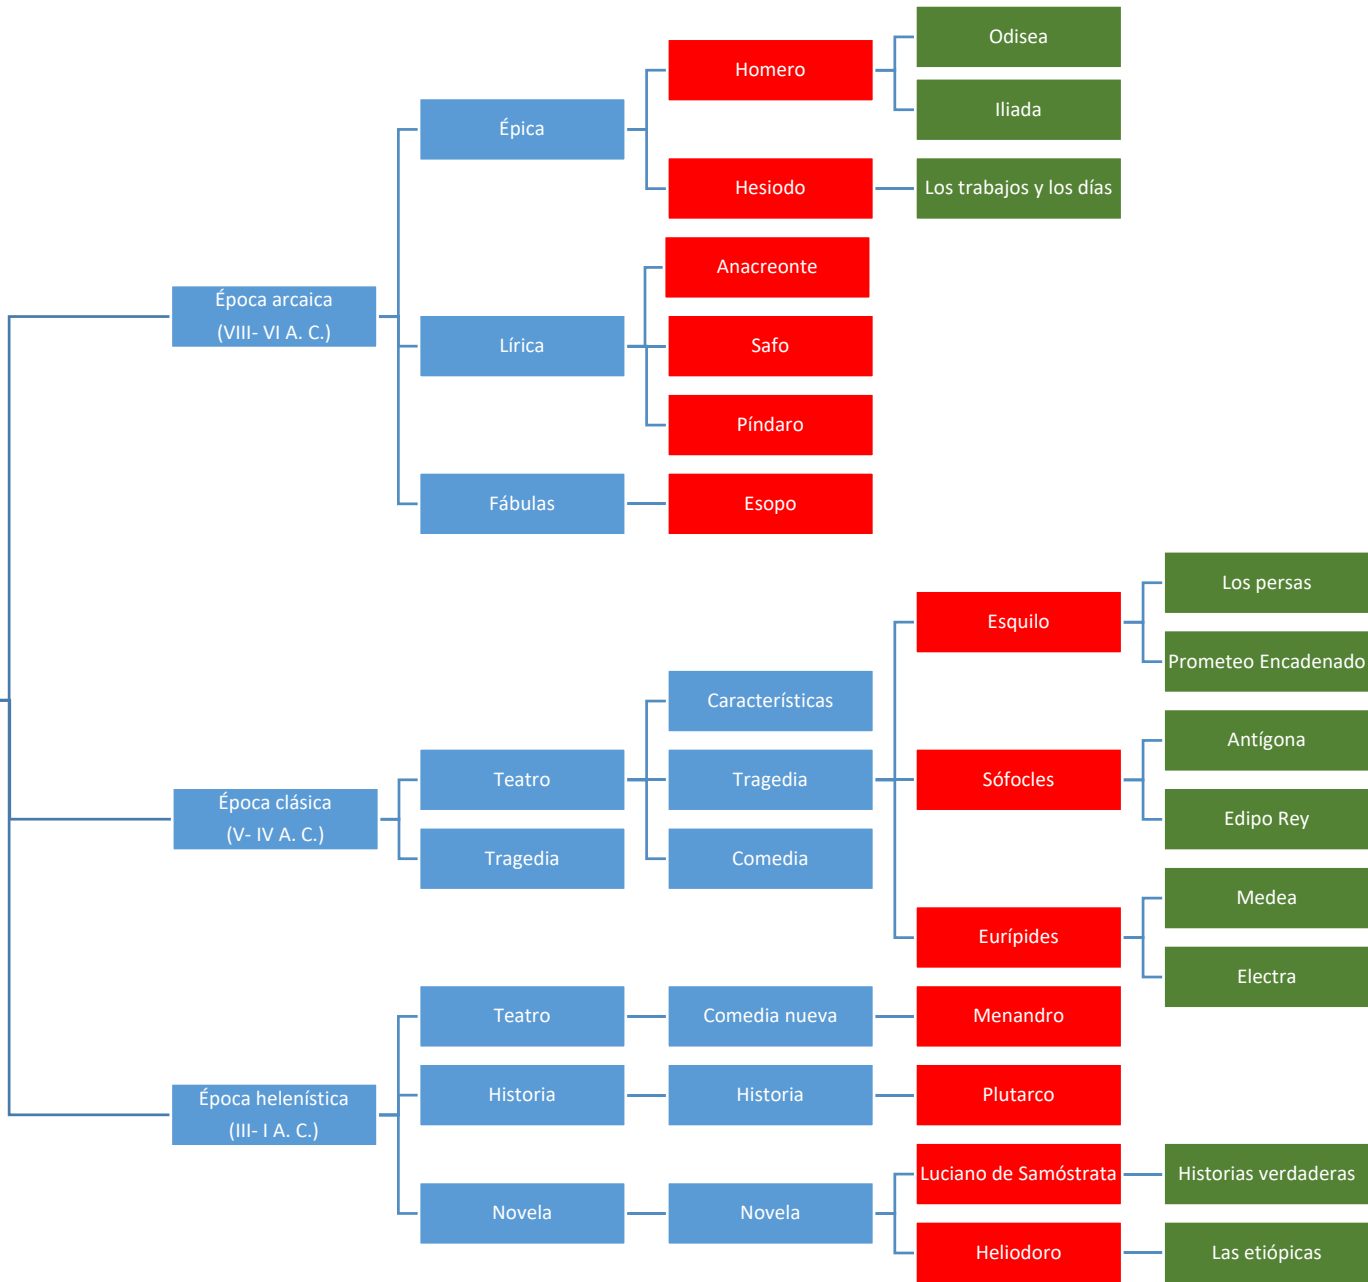 Odisea
Homero
Iliada
Épica
Hesiodo
Los trabajos y los días
Anacreonte
Época arcaica
(VIII- VI A. C.)
Lírica
Safo
Píndaro
Fábulas
Esopo
Los persas
Esquilo
Prometeo Encadenado
Características
Antígona
Teatro
Tragedia
Sófocles
Época clásica
(V- IV A. C.)
Edipo Rey
Tragedia
Comedia
Medea
Eurípides
Electra
Teatro
Comedia nueva
Menandro
Época helenística
(III- I A. C.)
Historia
Historia
Plutarco
Luciano de Samóstrata
Historias verdaderas
Novela
Novela
Heliodoro
Las etiópicas